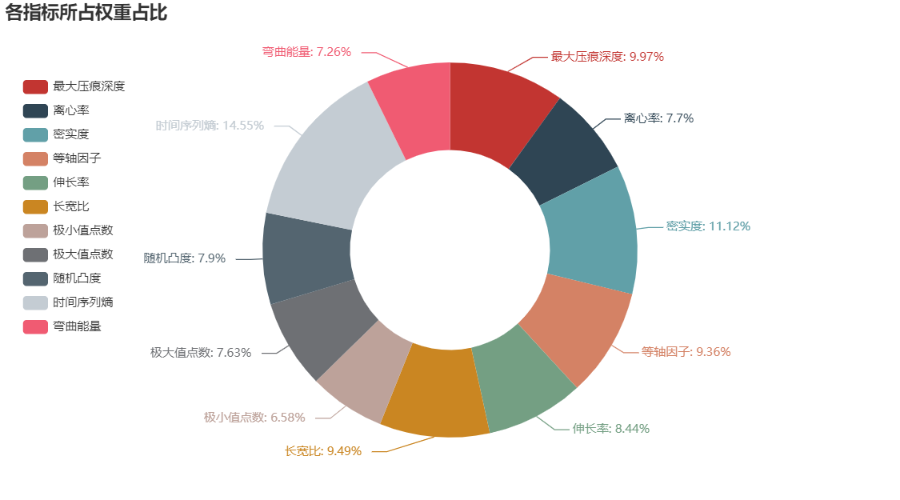 各指标所占权重占比
最大压痕深度
离心率
密实度
等轴因子
伸长率
长宽比
极小值点数
极大值点数
随机凸度
时间序列熵
弯曲能量
弯曲能量: 7.26%
最大压痕深度: 9.97%
离心率: 7.7%
时间序列熵: 14.55%
密实度: 11.12%
随机凸度: 7.9%
等轴因子: 9.36%
极大值点数: 7.63%
极小值点数: 6.58%
伸长率: 8.44%
长宽比: 9.49%